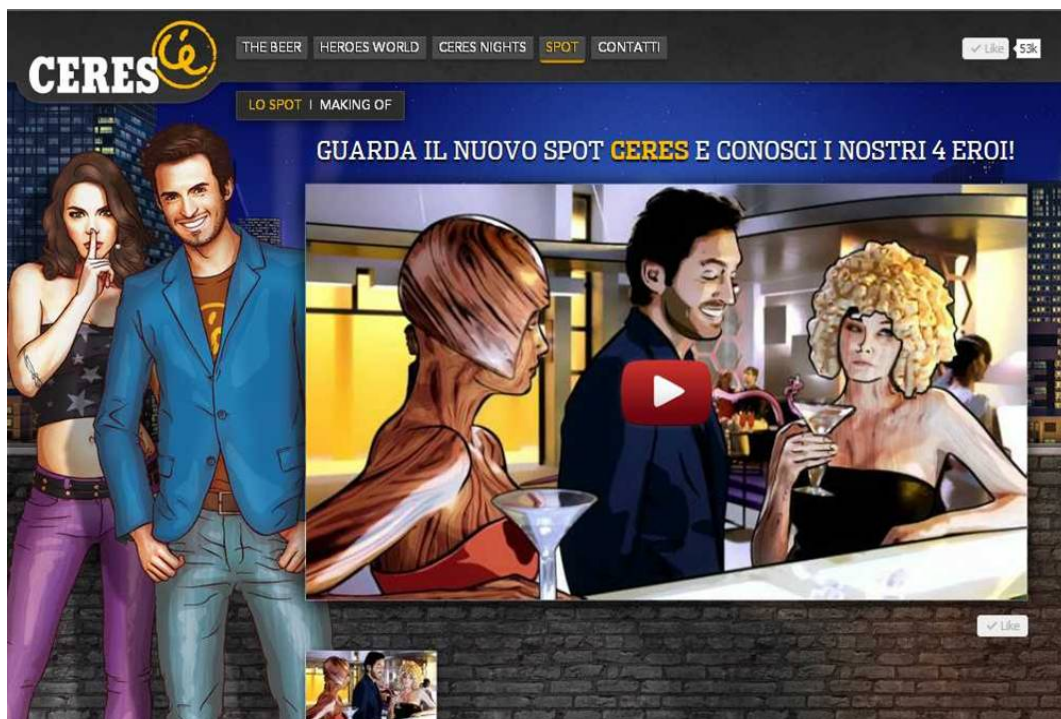 CERES
THE BEER HEROES WORLD CERES NIGHTS SPOT CONTATTI
Like 53k
LO SPOT | MAKING OF
GUARDA IL NUOVO SPOT CERES E CONOSCI I NOSTRI 4 EROI!
Like